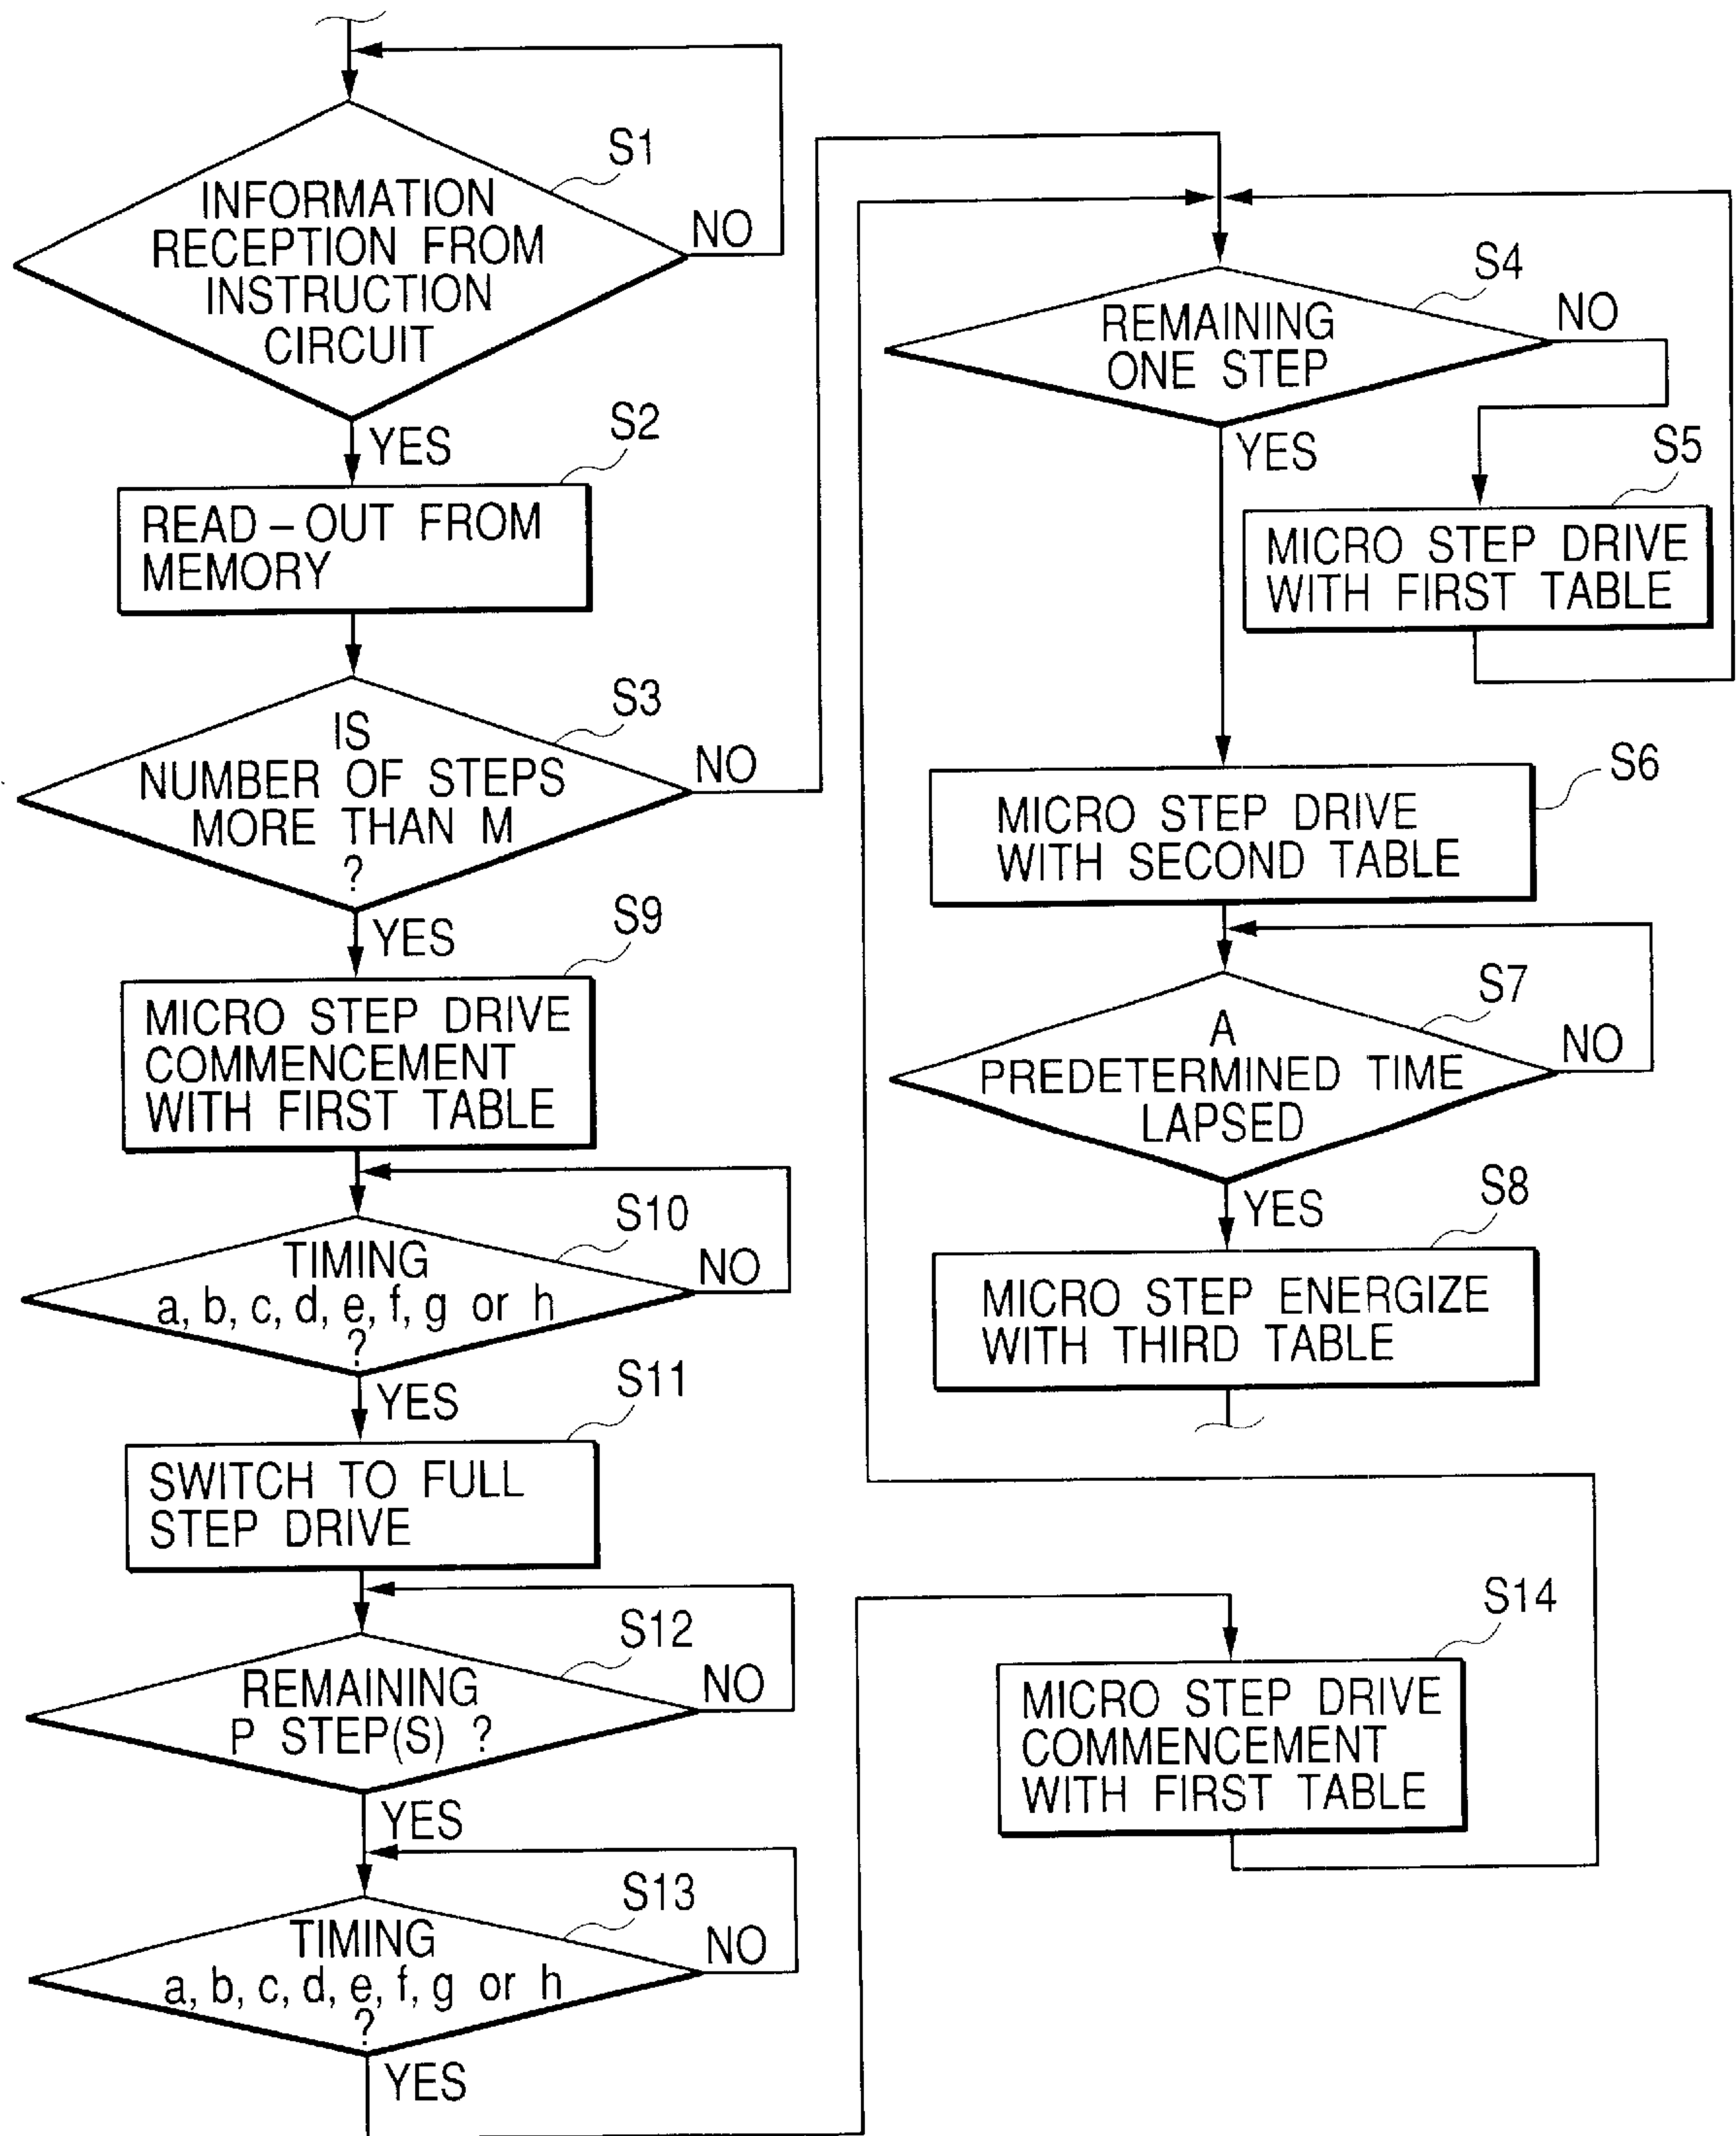 S1
INFORMATION
RECEPTION FROM
INSTRUCTION
CIRCUIT
NO
YES
S2
READ-OUT FROM
MEMORY
S3
IS
NUMBER OF STEPS
MORE THAN M
?
NO
YES
S9
MICRO STEP DRIVE
COMMENCEMENT
WITH FIRST TABLE
S10
TIMING
a, b, c, d, e, f, g or h
?
NO
YES
S11
SWITCH TO FULL
STEP DRIVE
S12
REMAINING
P STEP(S) ?
NO
YES
S13
TIMING
a, b, c, d, e, f, g or h
?
NO
YES
S4
REMAINING
ONE STEP
NO
YES
S5
MICRO STEP DRIVE
WITH FIRST TABLE
S6
MICRO STEP DRIVE
WITH SECOND TABLE
S7
A
PREDETERMINED TIME
LAPSED
NO
YES
S8
MICRO STEP ENERGIZE
WITH THIRD TABLE
S14
MICRO STEP DRIVE
COMMENCEMENT
WITH FIRST TABLE